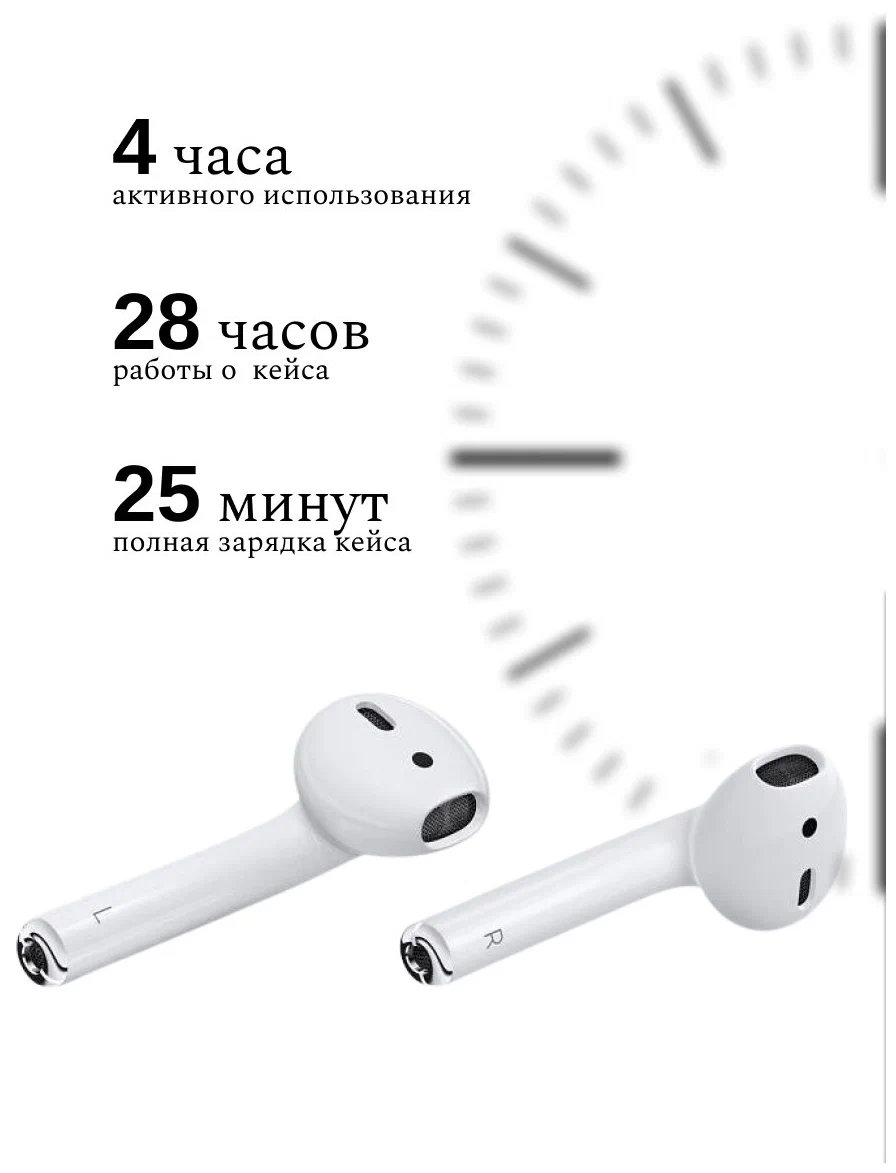 4 часа
активного использования
28 часов
работы о кейса
25 минут
полная зарядка кейса
L
R